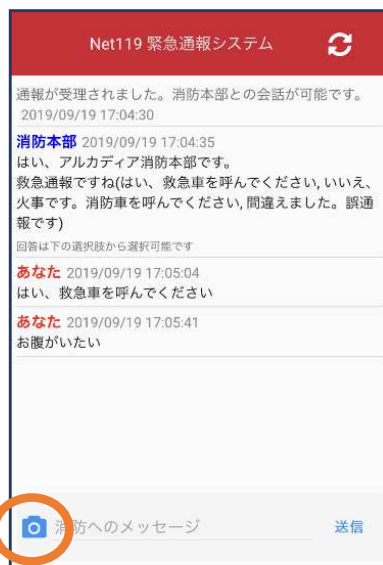 Net119 緊急通報システム
通報が受理されました。消防本部との会話が可能です。
2019/09/19 17:04:30
消防本部 2019/09/19 17:04:35
はい、アルカディア消防本部です。
救急通報ですね(はい、救急車を呼んでください, いいえ、
火事です。消防車を呼んでください, 間違えました。誤通
報です)
回答は下の選択肢から選択可能です
あなた 2019/09/19 17:05:04
はい、救急車を呼んでください
あなた 2019/09/19 17:05:41
お腹がいたい
消防へのメッセージ 送信